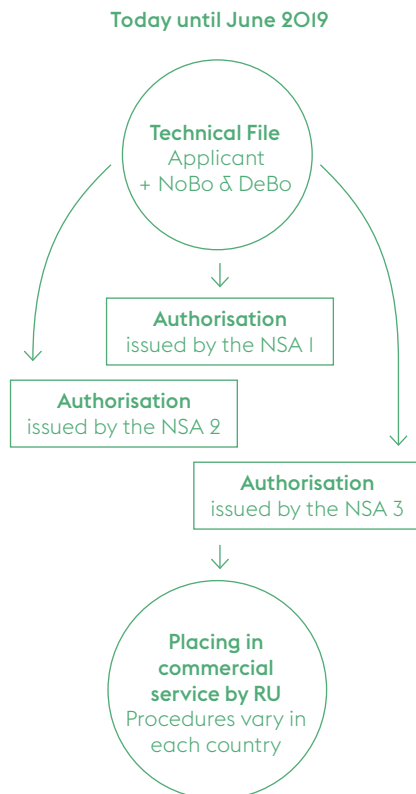 Today until June 2019
Technical File
Applicant
+ NoBo & DeBo
Authorisation
issued by the NSA 1
Authorisation
issued by the NSA 2
Authorisation
issued by the NSA 3
Placing in
commercial
service by RU
Procedures vary in
each country